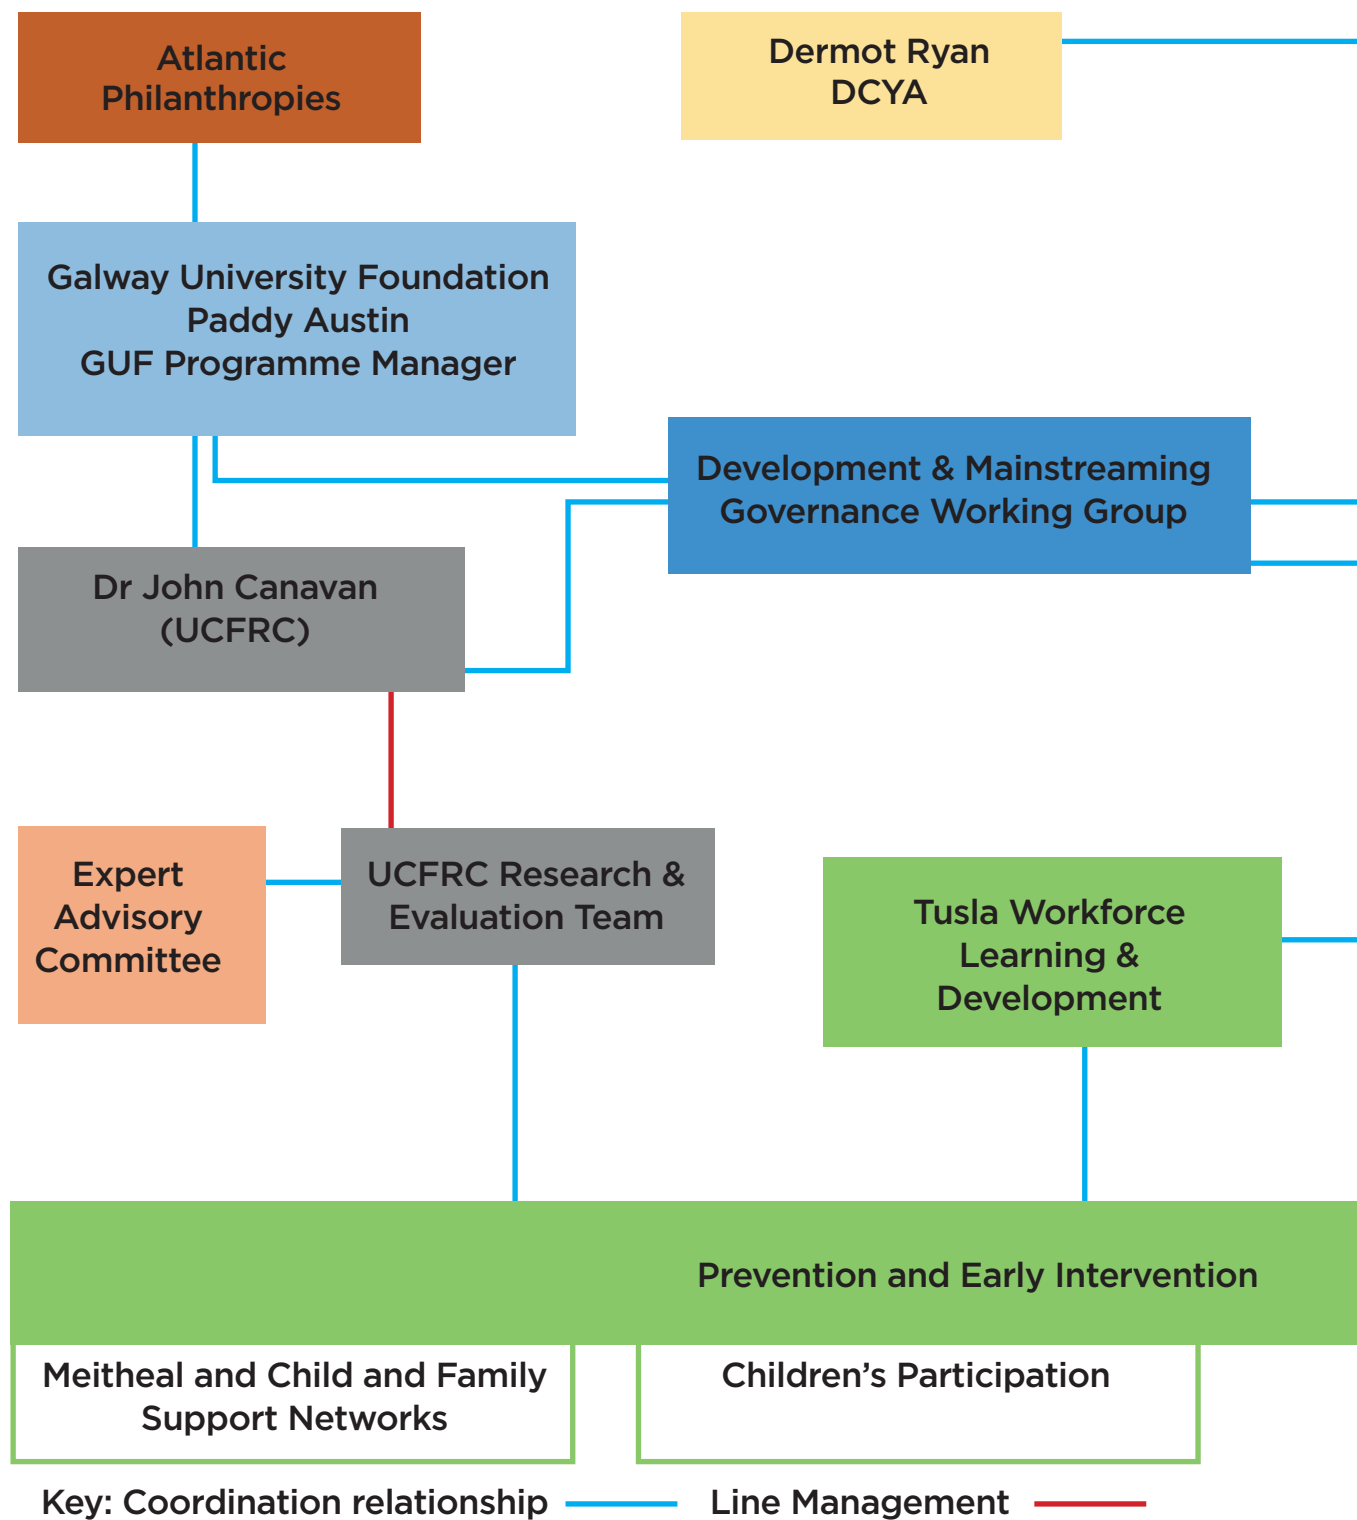 Atlantic
Philanthropies
Dermot Ryan
DCYA
Galway University Foundation
Paddy Austin
GUF Programme Manager
Development & Mainstreaming
Governance Working Group
Dr John Canavan
(UCFRC)
Expert
Advisory
Committee
UCFRC Research &
Evaluation Team
Tusla Workforce
Learning &
Development
Prevention and Early Intervention
Meitheal and Child and Family
Support Networks
Children’s Participation
Key: Coordination relationship
Line Management